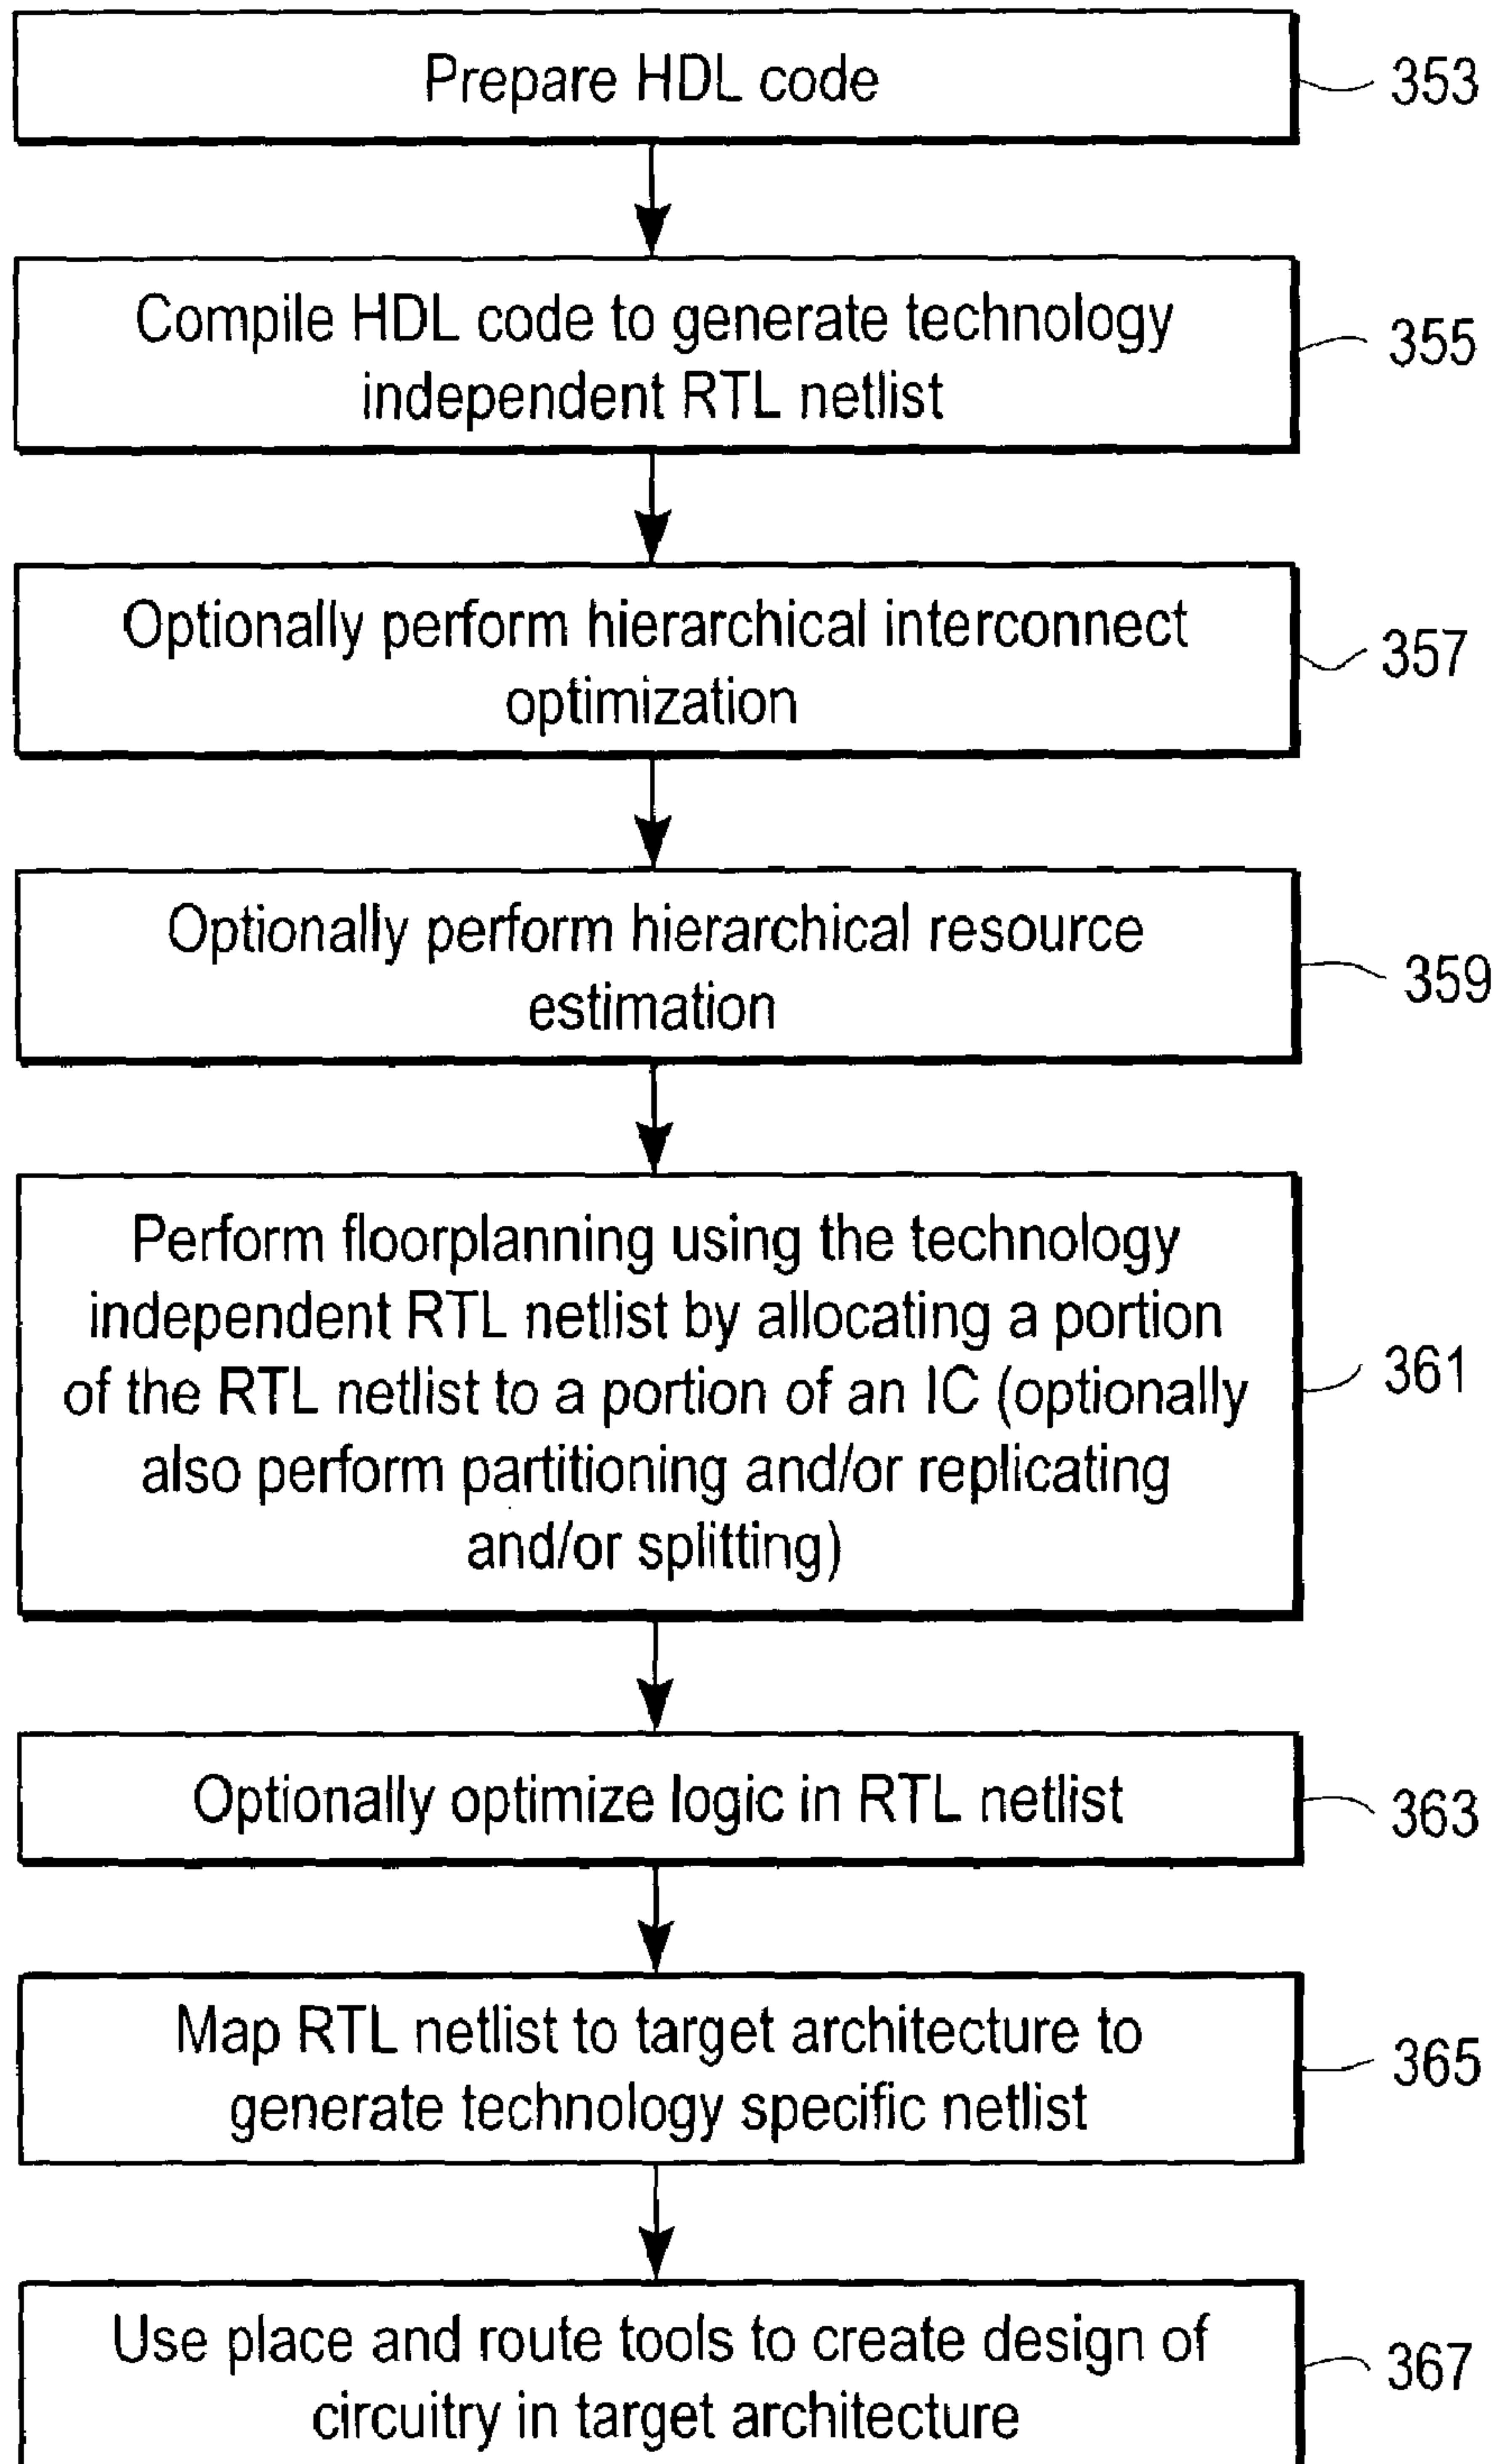 Prepare HDL code
353
Compile HDL code to generate technology
independent RTL netlist
355
Optionally perform hierarchical interconnect
optimization
357
Optionally perform hierarchical resource
estimation
359
Perform floorplanning using the technology
independent RTL netlist by allocating a portion
of the RTL netlist to a portion of an IC (optionally
also perform partitioning and/or replicating
and/or splitting)
361
Optionally optimize logic in RTL netlist
363
Map RTL netlist to target architecture to
generate technology specific netlist
365
Use place and route tools to create design of
circuitry in target architecture
367